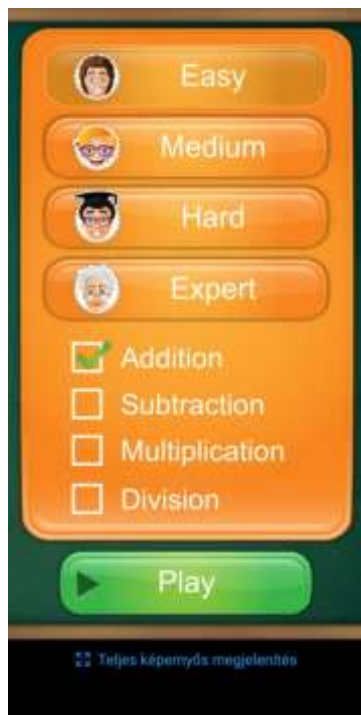 Easy
Medium
Hard
Expert
Addition
Subtraction
Multiplication
Division
Play
Teljes képernyős megjelenítés